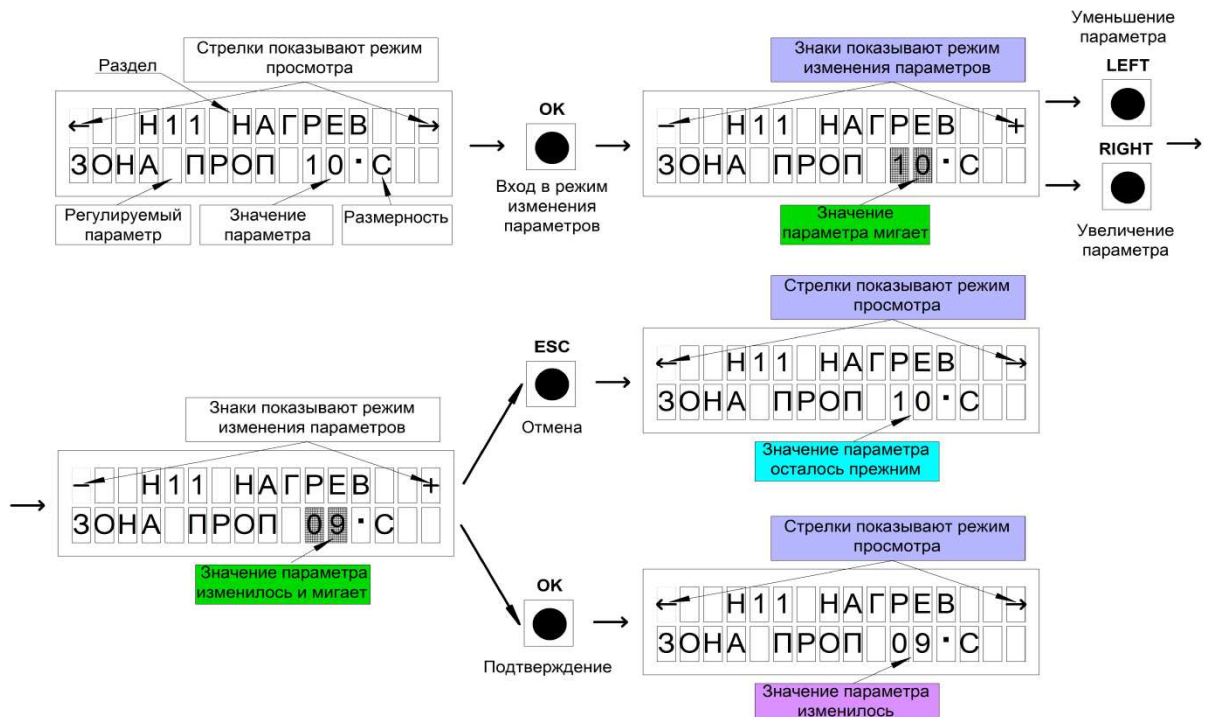 Стрелки показывают режим
просмотра
Раздел
← Н11 НАГРЕВ →
ЗОНА ПРОП 10·С
Регулируемый
параметр
Значение
параметра
Размерность
OK
Вход в режим
изменения
параметров
Знаки показывают режим
изменения параметров
− Н11 НАГРЕВ +
ЗОНА ПРОП 10·С
Значение
параметра мигает
Уменьшение
параметра
LEFT
RIGHT
Увеличение
параметра
Знаки показывают режим
изменения параметров
− Н11 НАГРЕВ +
ЗОНА ПРОП 09·С
Значение параметра
изменилось и мигает
ESC
Отмена
Стрелки показывают режим
просмотра
← Н11 НАГРЕВ →
ЗОНА ПРОП 10·С
Значение параметра
осталось прежним
OK
Подтверждение
Стрелки показывают режим
просмотра
← Н11 НАГРЕВ →
ЗОНА ПРОП 09·С
Значение параметра
изменилось